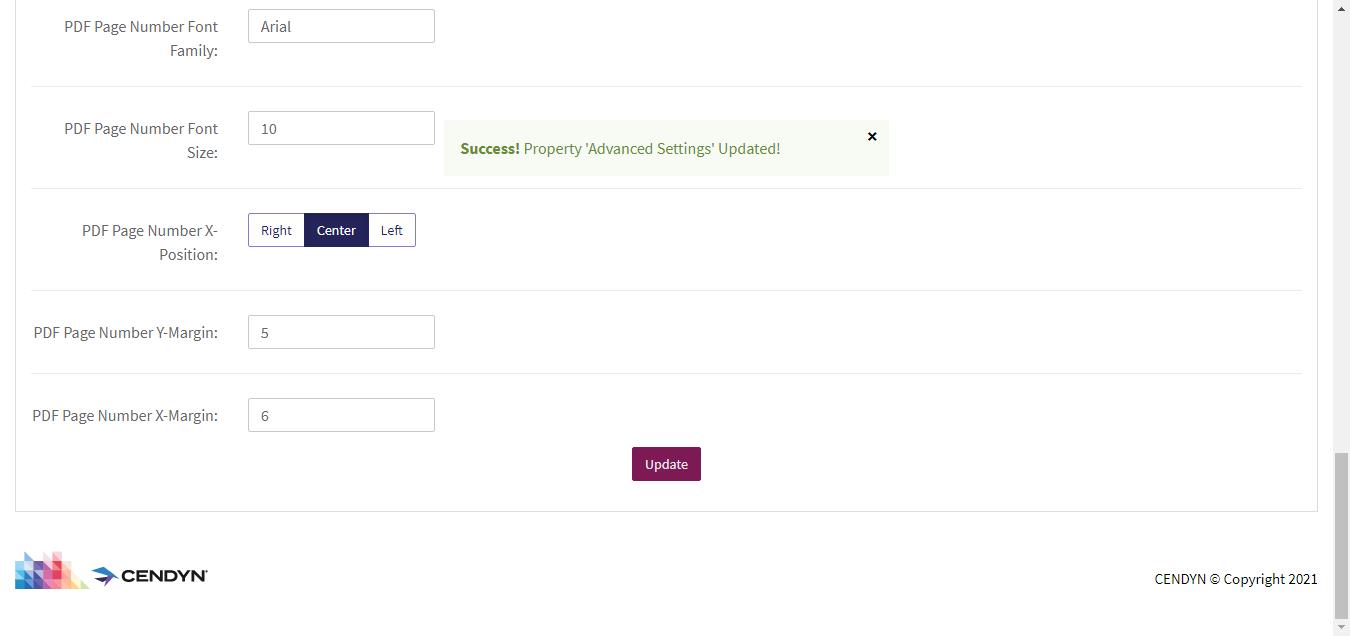 PDF Page Number Font
Family:
Arial
PDF Page Number Font
Size:
10
Success! Property 'Advanced Settings' Updated!
×
PDF Page Number X-
Position:
Right Center Left
PDF Page Number Y-Margin:
5
PDF Page Number X-Margin:
6
Update
CENDYN
CENDYN © Copyright 2021